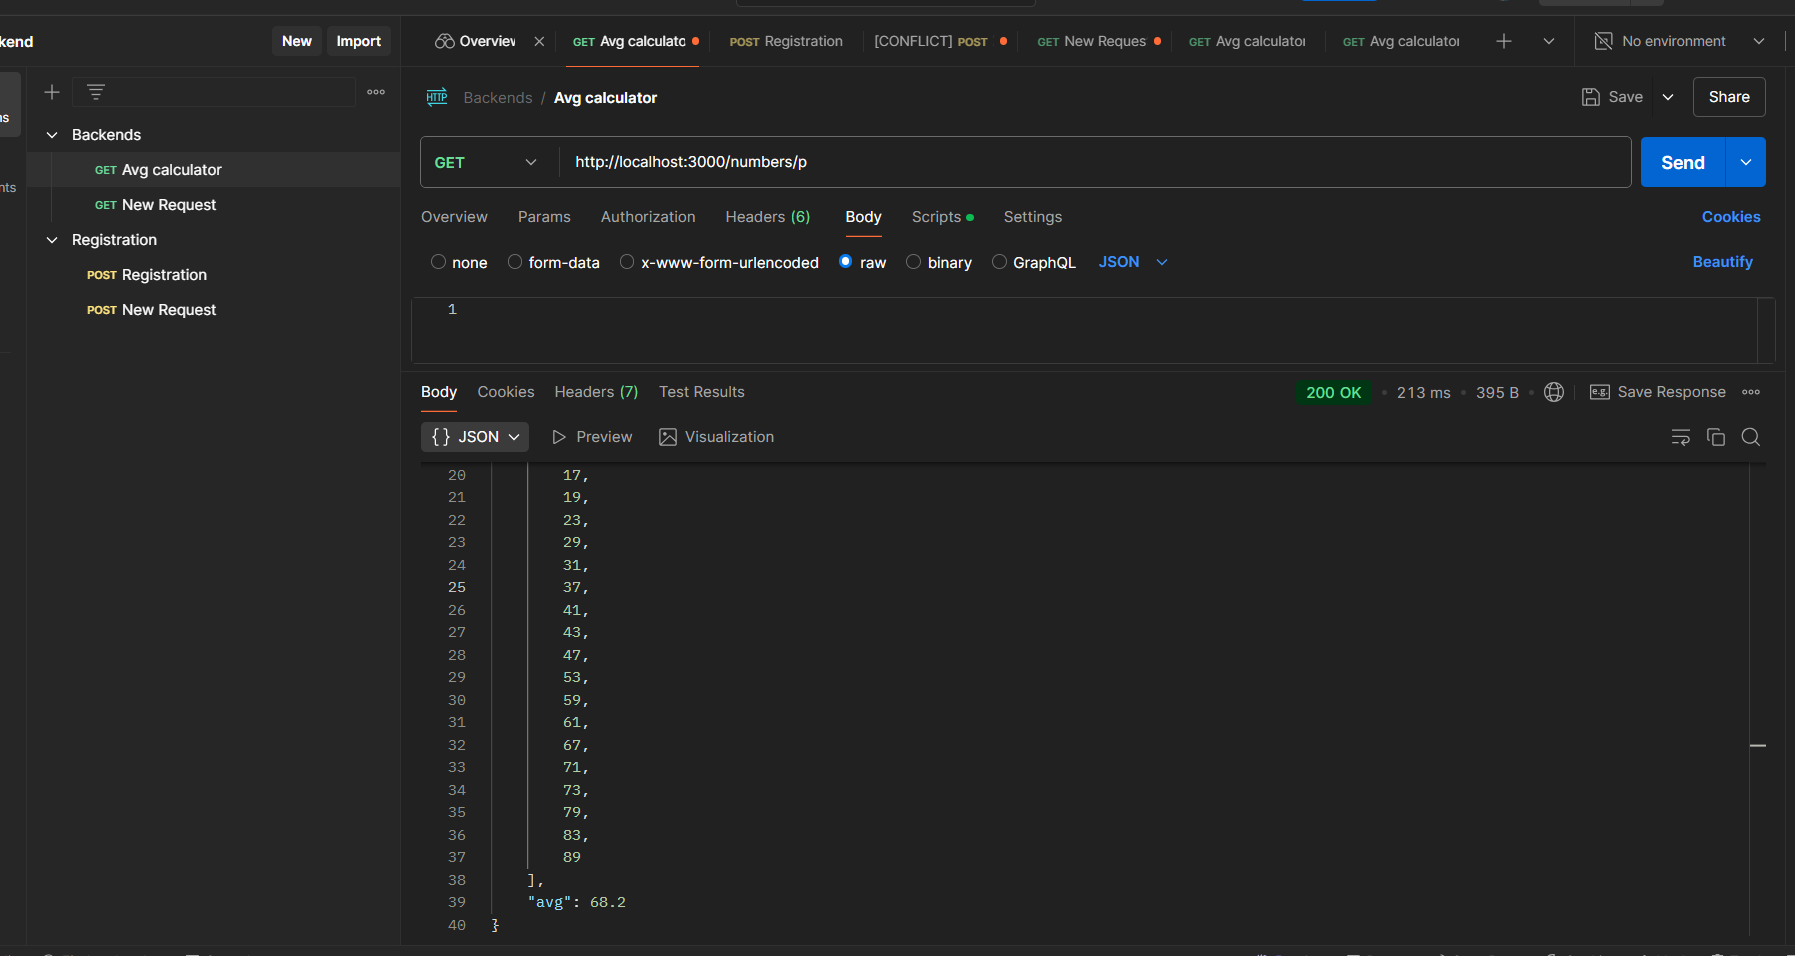 kend
New
Import
Overview
GET Avg calculato
POST Registration
[CONFLICT] POST
GET New Reques
GET Avg calculator
GET Avg calculator
No environment
ns
nts
Backends
GET Avg calculator
GET New Request
Registration
POST Registration
POST New Request
HTTP Backends / Avg calculator
Save
Share
GET
http://localhost:3000/numbers/p
Send
Overview Params Authorization Headers (6) Body Scripts Settings
Cookies
none form-data x-www-form-urlencoded raw binary GraphQL JSON
Beautify
1
Body Cookies Headers (7) Test Results
200 OK • 213 ms • 395 B •
e.g. Save Response
{} JSON Preview Visualization
20 17,
21 19,
22 23,
23 29,
24 31,
25 37,
26 41,
27 43,
28 47,
29 53,
30 59,
31 61,
32 67,
33 71,
34 73,
35 79,
36 83,
37 89
38 ],
39 "avg": 68.2
40 }